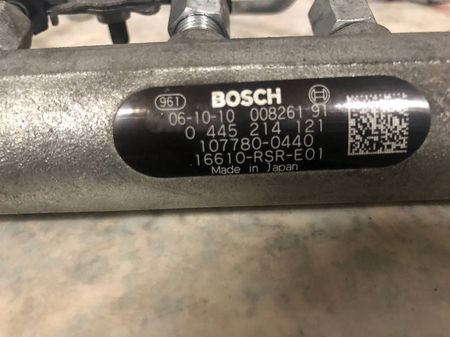 961 BOSCH
06-10-10 008261 91
0 445 214 121
107780-0440
16610-RSR-E01
Made in Japan